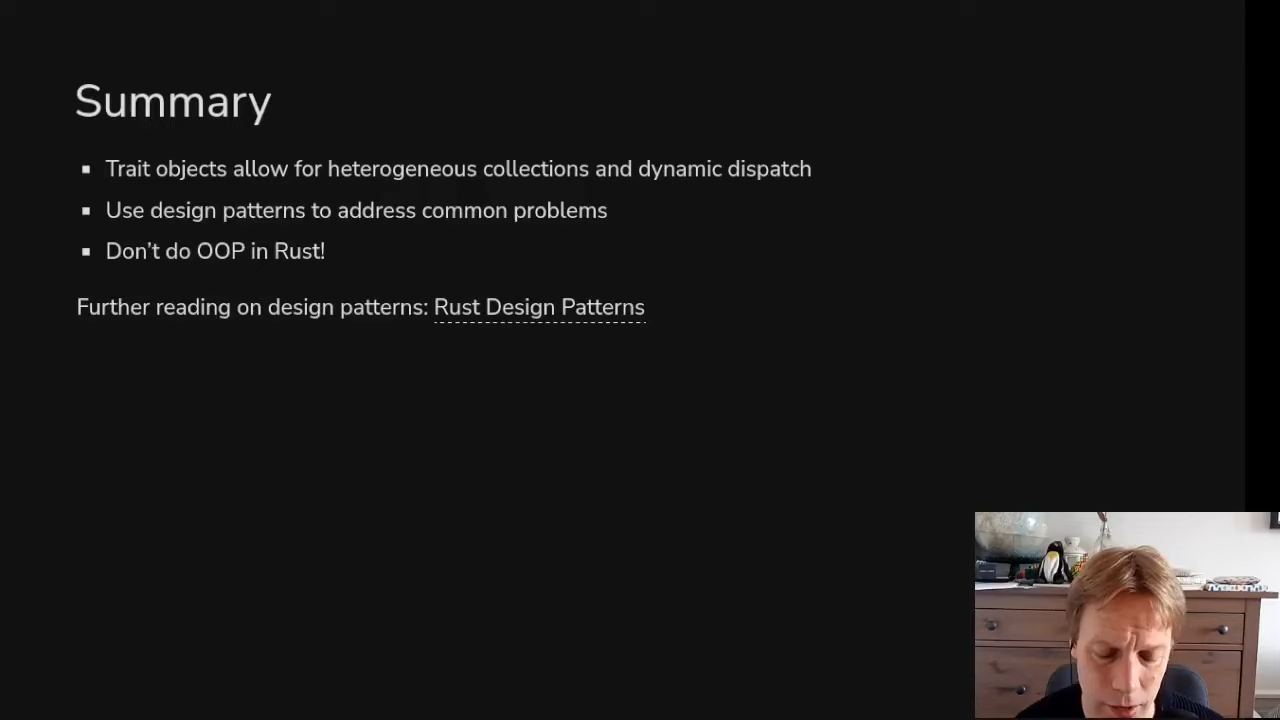 Summary
Trait objects allow for heterogeneous collections and dynamic dispatch
Use design patterns to address common problems
Don't do OOP in Rust!
Further reading on design patterns: Rust Design Patterns